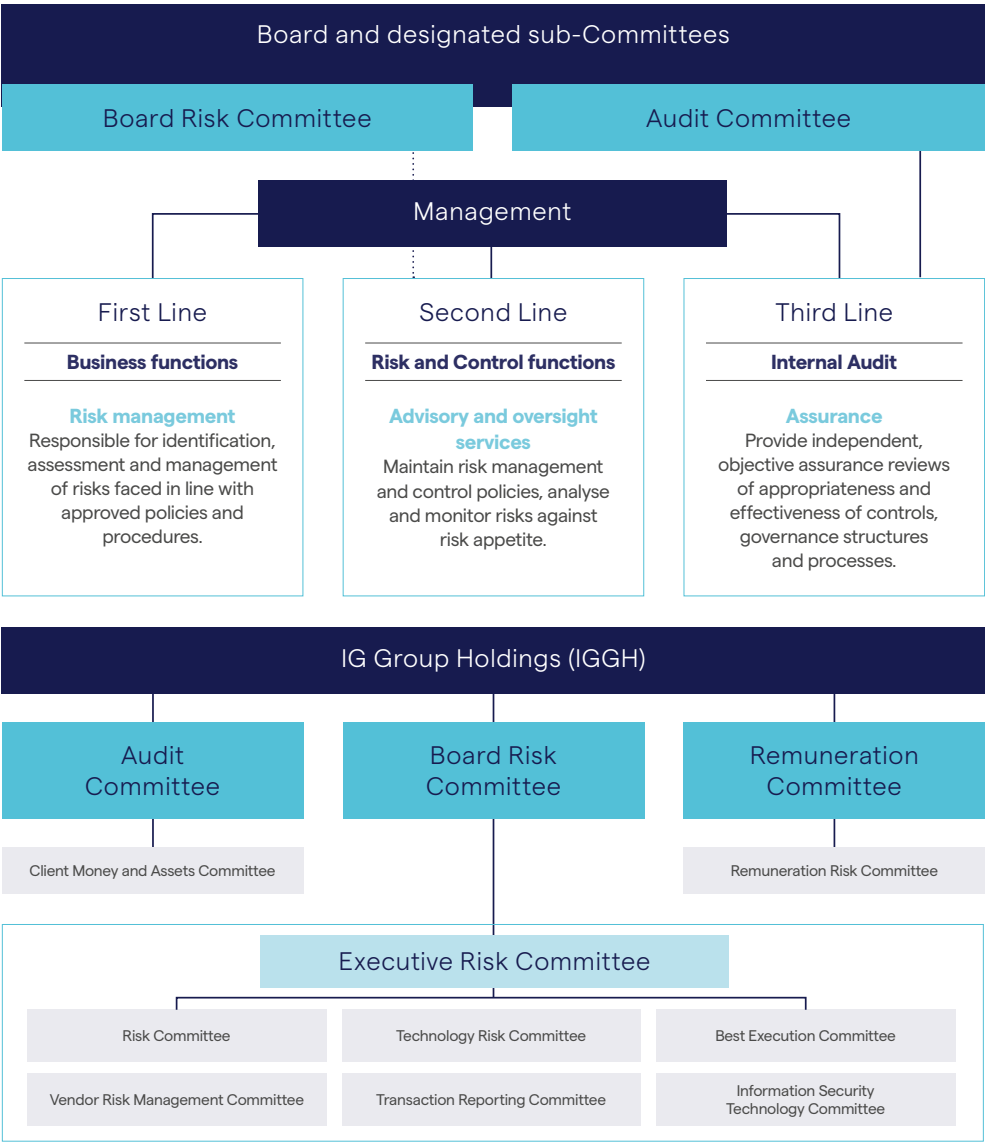 Board and designated sub-Committees
Board Risk Committee
Audit Committee
Management
First Line
Business functions
Risk management
Responsible for identification,
assessment and management
of risks faced in line with
approved policies and
procedures.
Second Line
Risk and Control functions
Advisory and oversight
services
Maintain risk management
and control policies, analyse
and monitor risks against
risk appetite.
Third Line
Internal Audit
Assurance
Provide independent,
objective assurance reviews
of appropriateness and
effectiveness of controls,
governance structures
and processes.
IG Group Holdings (IGGH)
Audit
Committee
Board Risk
Committee
Remuneration
Committee
Client Money and Assets Committee
Remuneration Risk Committee
Executive Risk Committee
Risk Committee
Technology Risk Committee
Best Execution Committee
Vendor Risk Management Committee
Transaction Reporting Committee
Information Security
Technology Committee